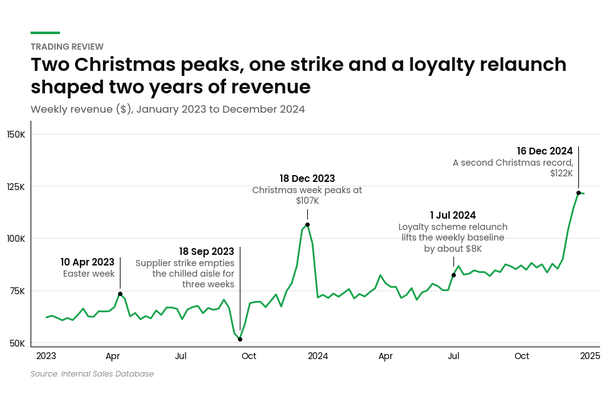 TRADING REVIEW
Two Christmas peaks, one strike and a loyalty relaunch
shaped two years of revenue
Weekly revenue ($), January 2023 to December 2024
150K
125K
100K
75K
50K
16 Dec 2024
A second Christmas record,
$122K
18 Dec 2023
Christmas week peaks at
$107K
1 Jul 2024
Loyalty scheme relaunch
lifts the weekly baseline
by about $8K
18 Sep 2023
Supplier strike empties
the chilled aisle for
three weeks
10 Apr 2023
Easter week
2023
Apr
Jul
Oct
2024
Apr
Jul
Oct
2025
Source: Internal Sales Database